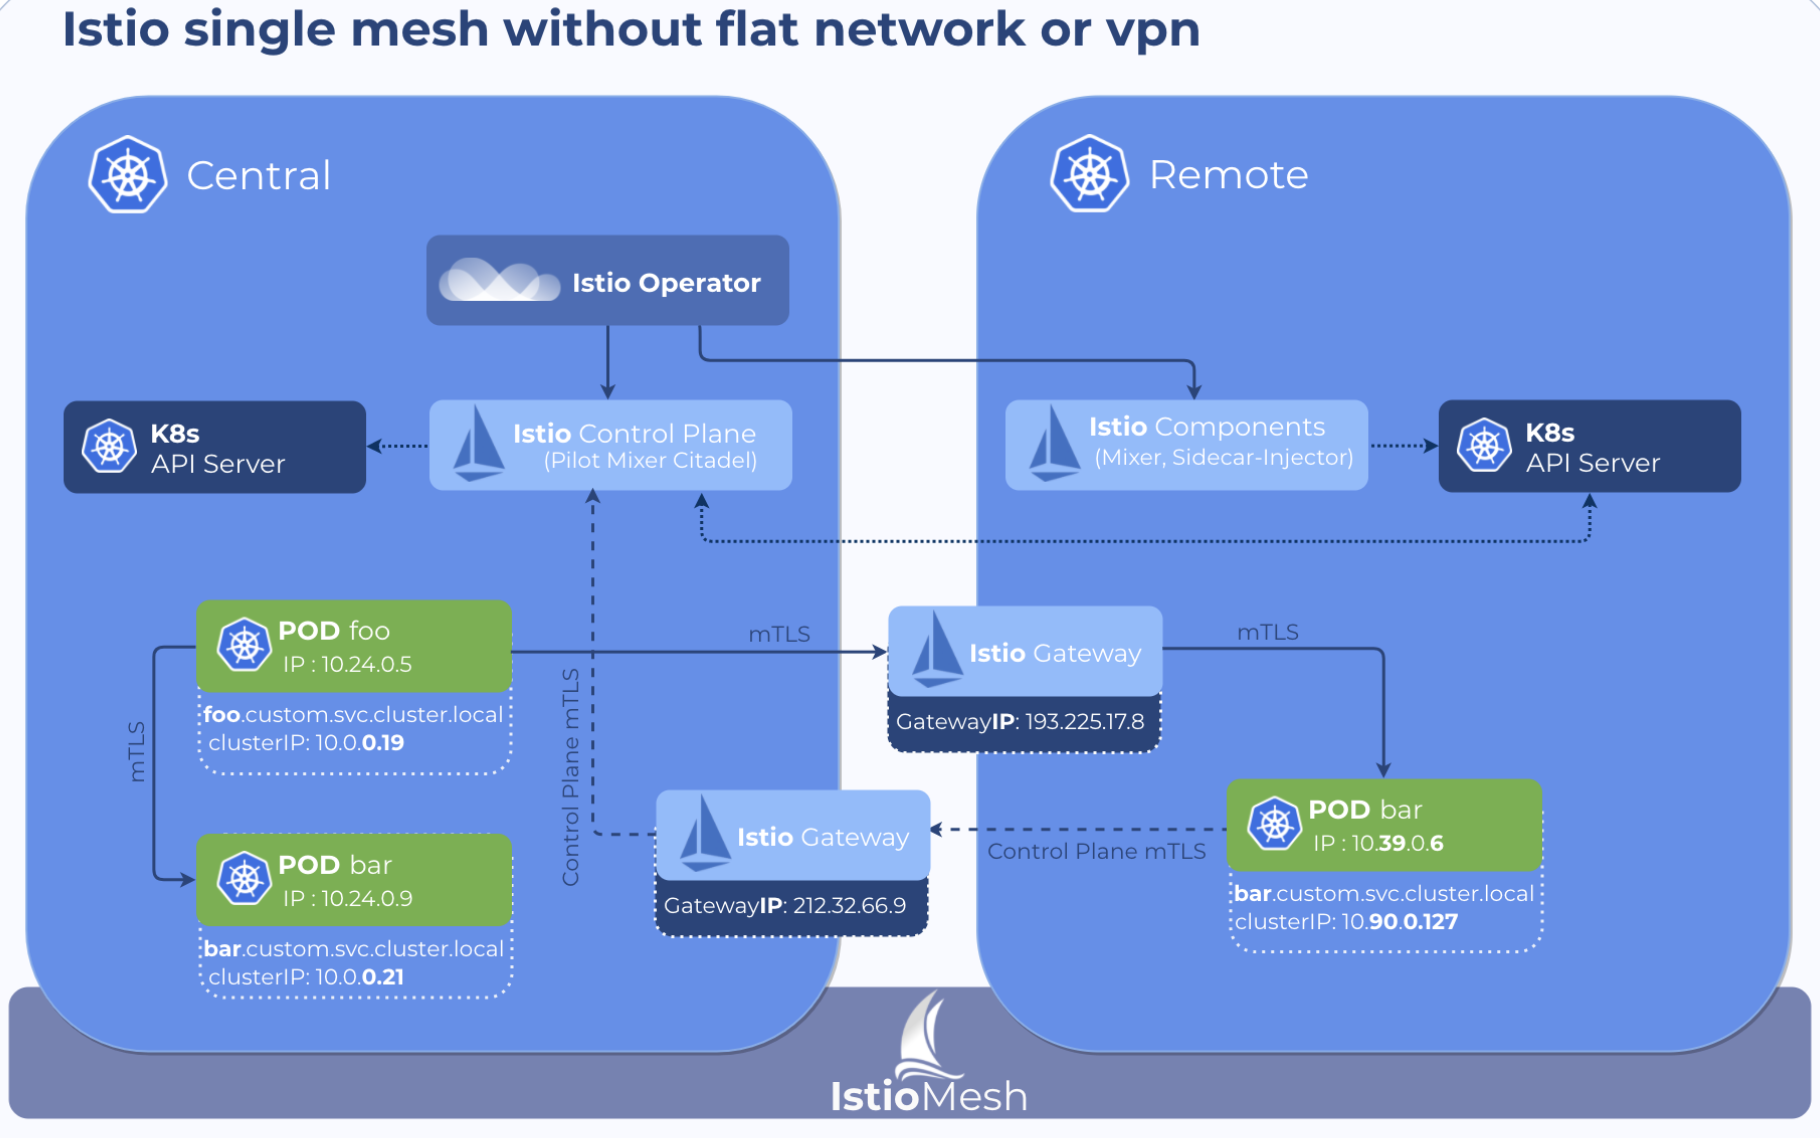 Istio single mesh without flat network or vpn
Central
Remote
Istio Operator
K8s
API Server
Istio Control Plane
(Pilot Mixer Citadel)
Istio Components
(Mixer, Sidecar-Injector)
K8s
API Server
POD foo
IP : 10.24.0.5
foo.custom.svc.cluster.local
clusterIP: 10.0.0.19
mTLS
mTLS
Control Plane mTLS
Istio Gateway
GatewayIP: 193.225.17.8
mTLS
POD bar
IP : 10.24.0.9
bar.custom.svc.cluster.local
clusterIP: 10.0.0.21
Istio Gateway
GatewayIP: 212.32.66.9
Control Plane mTLS
POD bar
IP : 10.39.0.6
bar.custom.svc.cluster.local
clusterIP: 10.90.0.127
IstioMesh